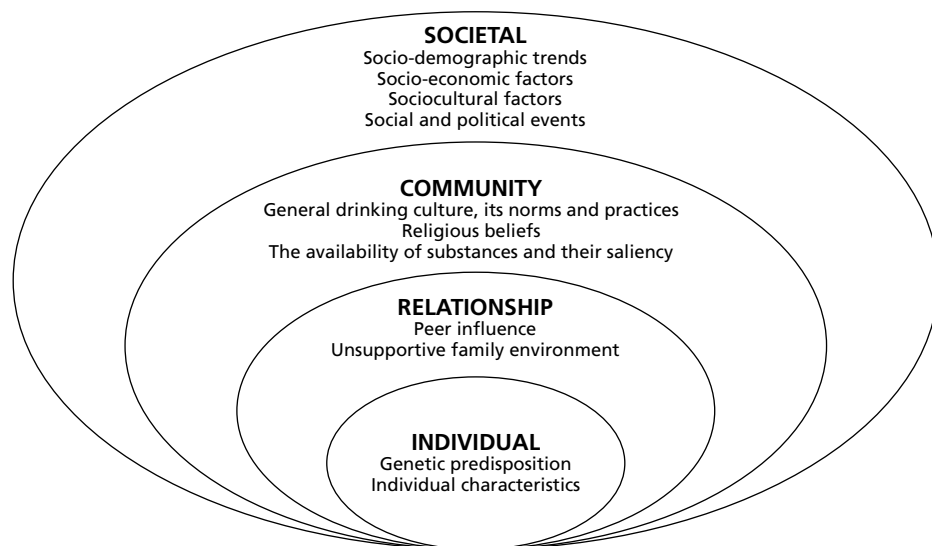 SOCIETAL
Socio-demographic trends
Socio-economic factors
Sociocultural factors
Social and political events
COMMUNITY
General drinking culture, its norms and practices
Religious beliefs
The availability of substances and their saliency
RELATIONSHIP
Peer influence
Unsupportive family environment
INDIVIDUAL
Genetic predisposition
Individual characteristics